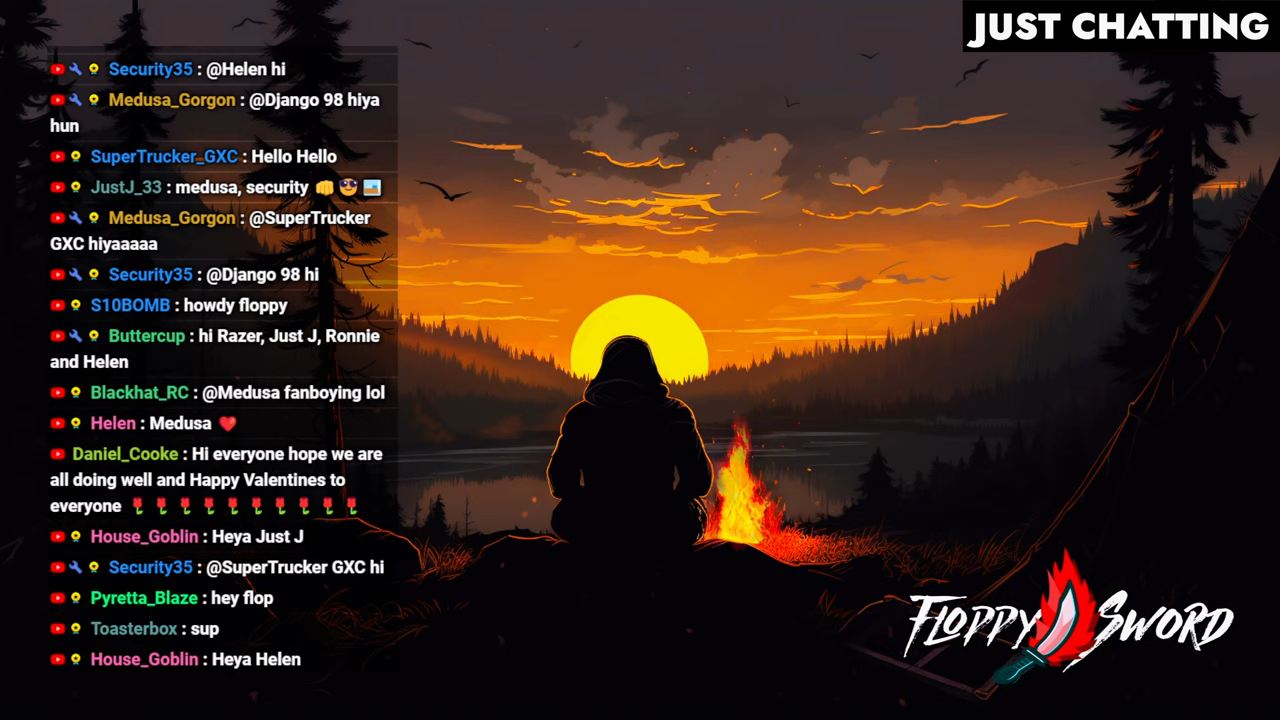 JUST CHATTING
Security35 : @Helen hi
Medusa_Gorgon : @Django 98 hiya
hun
SuperTrucker_GXC : Hello Hello
JustJ_33 : medusa, security 👊😎🖼️
Medusa_Gorgon : @SuperTrucker
GXC hiyaaaaa
Security35 : @Django 98 hi
S10BOMB : howdy floppy
Buttercup : hi Razer, Just J, Ronnie
and Helen
Blackhat_RC : @Medusa fanboying lol
Helen : Medusa ❤️
Daniel_Cooke : Hi everyone hope we are
all doing well and Happy Valentines to
everyone 🌷🌷🌷🌷🌷🌷🌷🌷🌷🌷
House_Goblin : Heya Just J
Security35 : @SuperTrucker GXC hi
Pyretta_Blaze : hey flop
Toasterbox : sup
House_Goblin : Heya Helen
FLOPPY SWORD